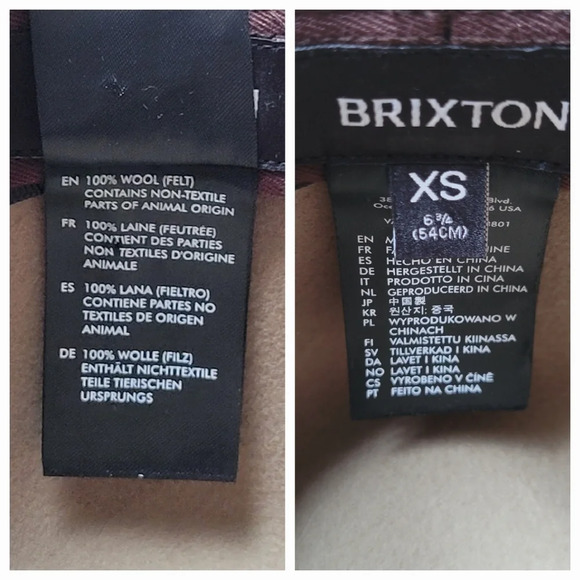 EN 100% WOOL (FELT)
CONTAINS NON-TEXTILE
PARTS OF ANIMAL ORIGIN
FR 100% LAINE (FEUTRÉE)
CONTIENT DES PARTIES
NON TEXTILES D'ORIGINE
ANIMALE
ES 100% LANA (FIELTRO)
CONTIENE PARTES NO
TEXTILES DE ORIGEN
ANIMAL
DE 100% WOLLE (FILZ)
ENTHÄLT NICHTTEXTILE
TEILE TIERISCHEN
URSPRUNGS
BRIXTON
XS
6 3/4
(54CM)
Blvd.
USA
EN
FR
ES HECHO EN CHINA
DE HERGESTELLT IN CHINA
IT PRODOTTO IN CINA
NL GEPRODUCEERD IN CHINA
JP 中国製
KR 원산지: 중국
PL WYPRODUKOWANO W
CHINACH
FI VALMISTETTU KIINASSA
SV TILLVERKAD I KINA
DA LAVET I KINA
NO LAVET I KINA
CS VYROBENO V ČÍNĚ
PT FEITO NA CHINA